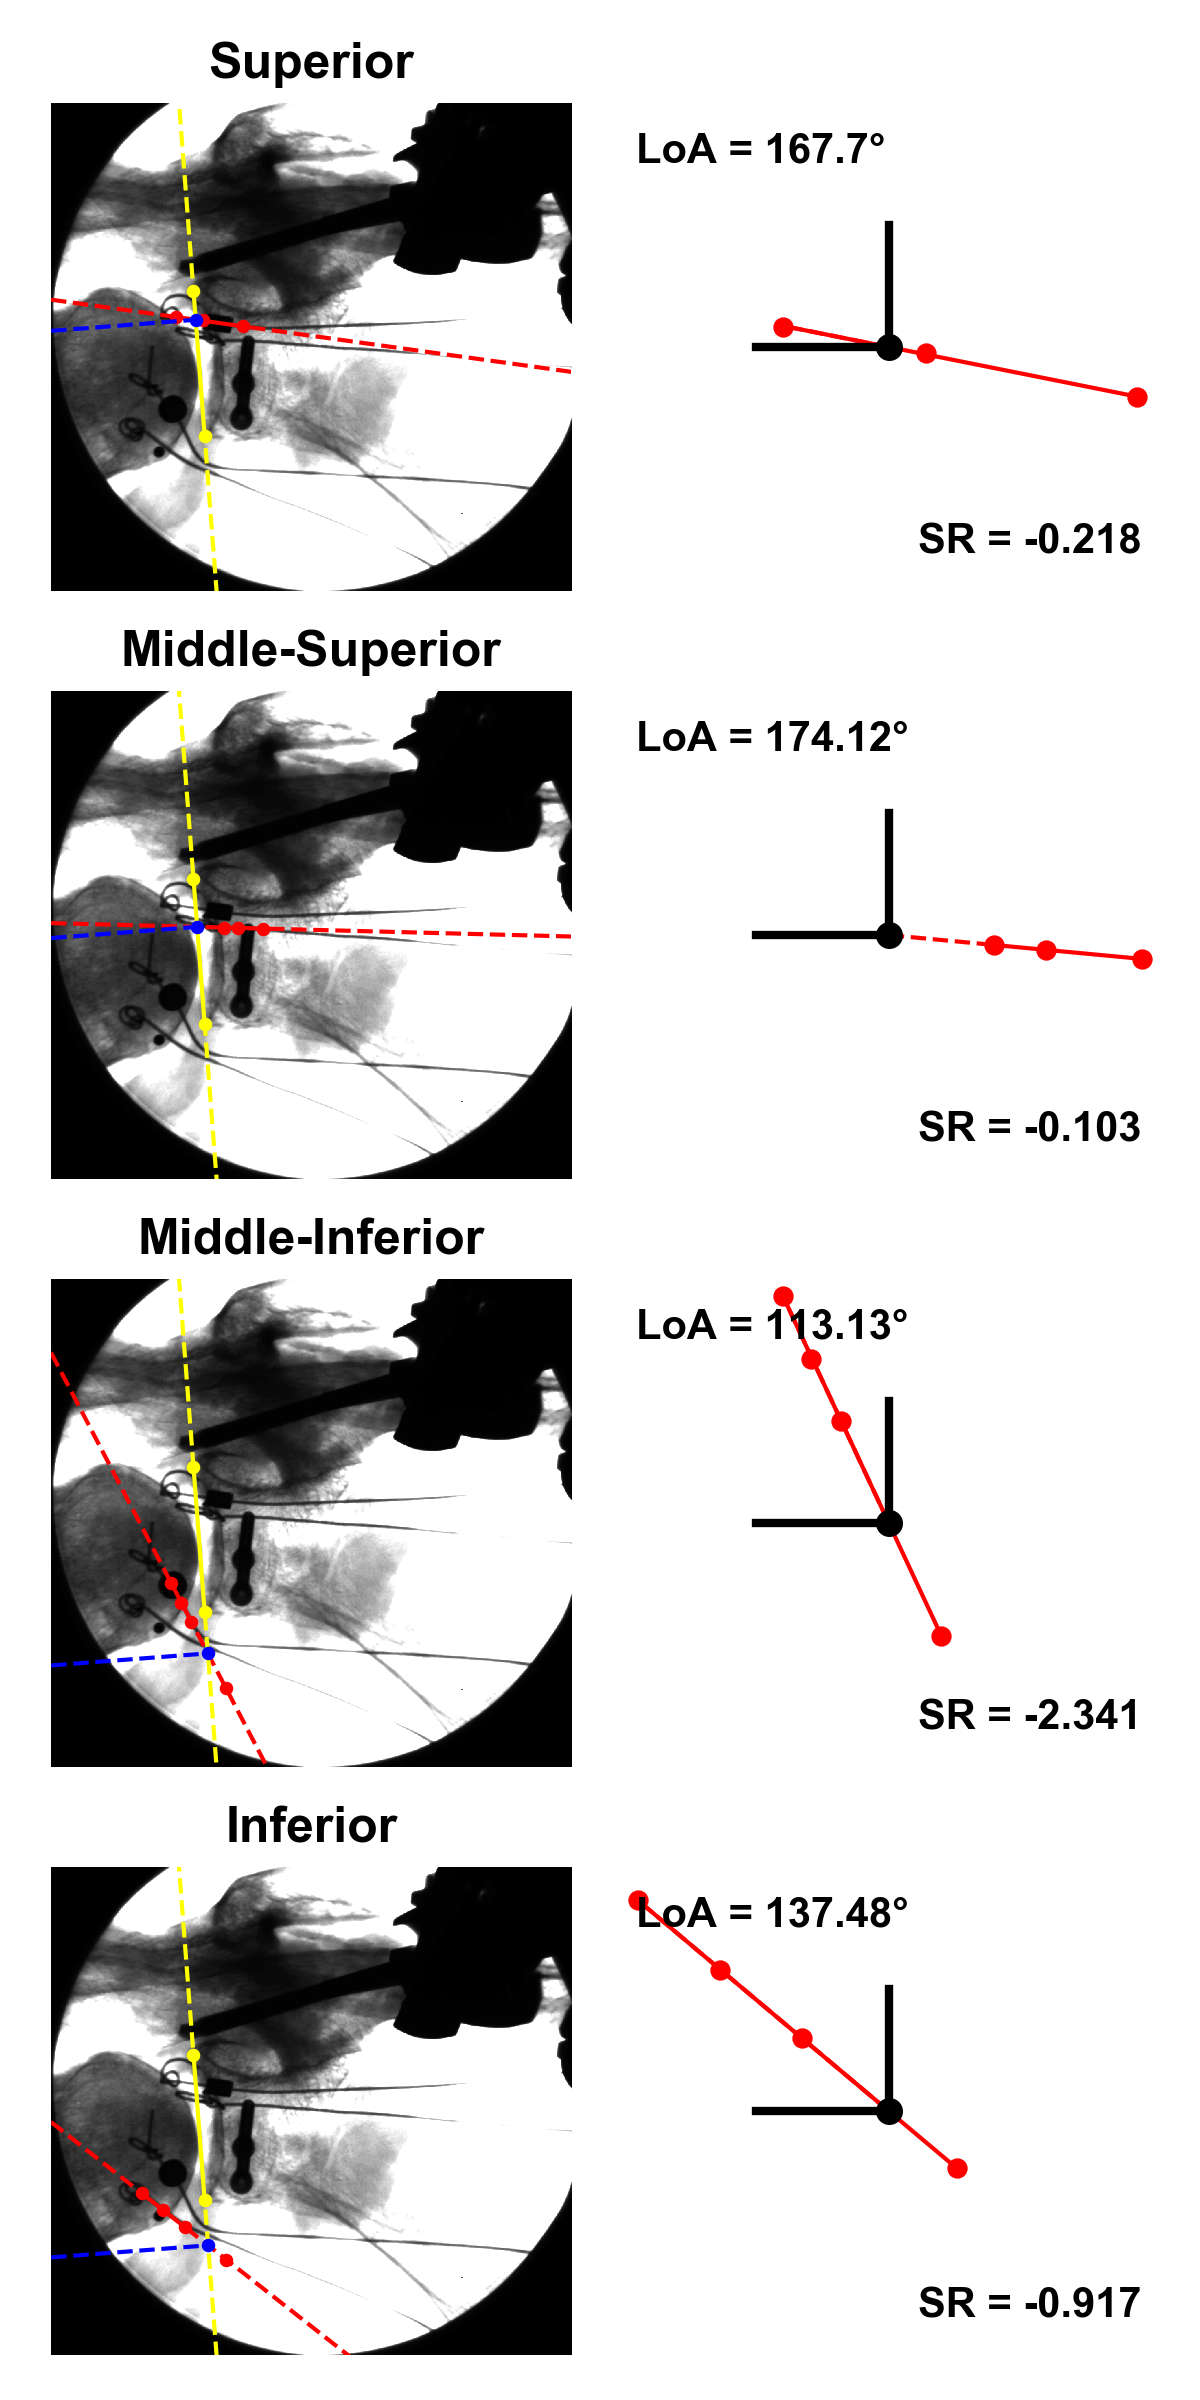 Superior
LoA = 167.7°
SR = -0.218
Middle-Superior
LoA = 174.12°
SR = -0.103
Middle-Inferior
LoA = 113.13°
SR = -2.341
Inferior
LoA = 137.48°
SR = -0.917